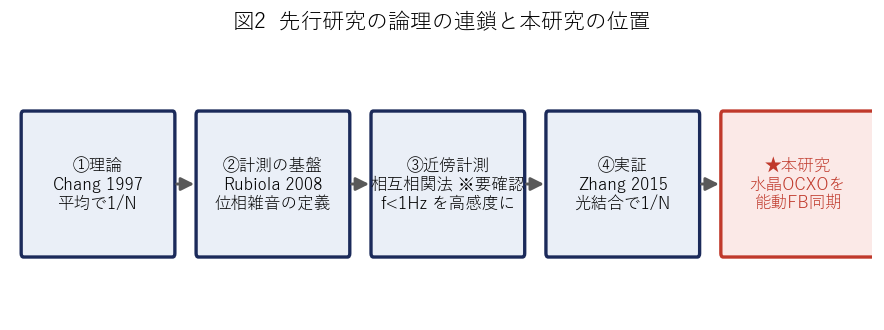 図2 先行研究の論理の連鎖と本研究の位置
①理論
Chang 1997
平均で1/N
②計測の基盤
Rubiola 2008
位相雑音の定義
③近傍計測
相互相関法 ※要確認
f<1Hz を高感度に
④実証
Zhang 2015
光結合で1/N
★本研究
水晶OCXOを
能動FB同期